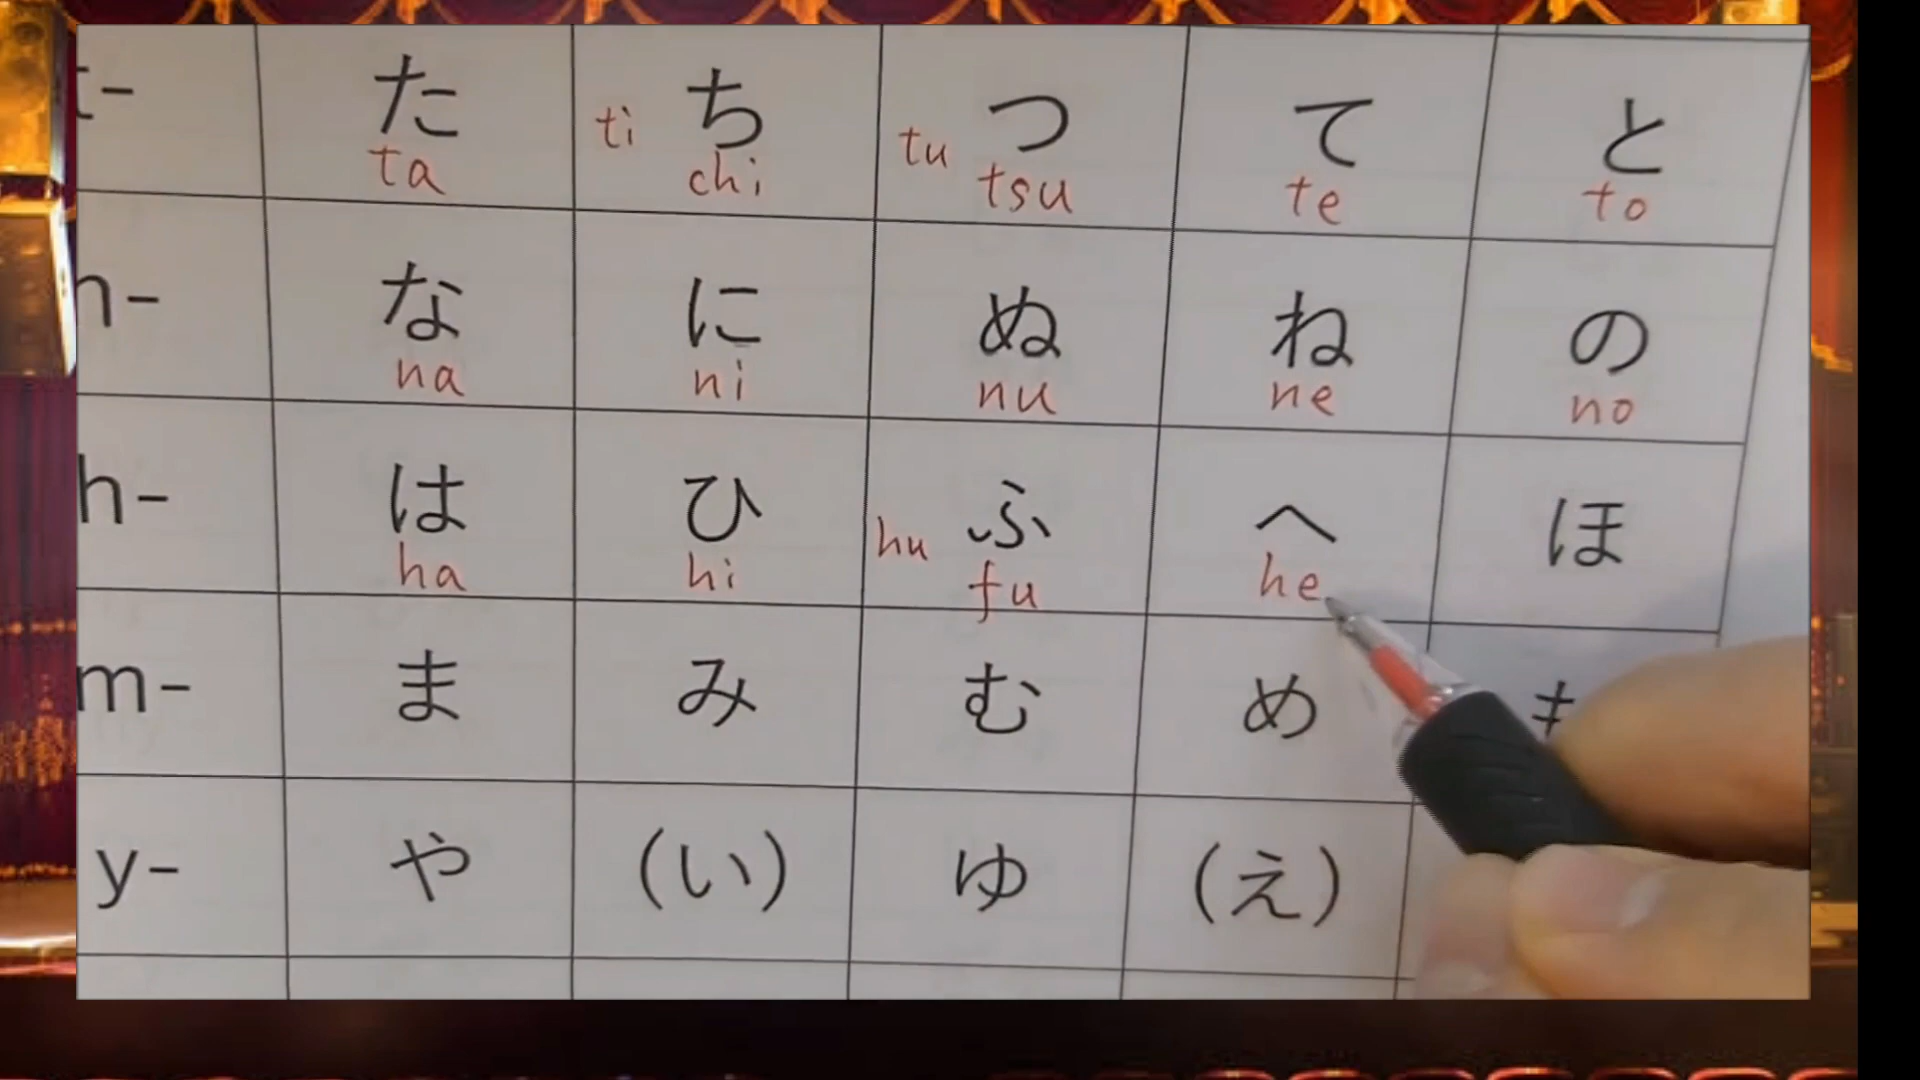 t- た ち つ て と
ta ti chi tu tsu te to
n- な に ぬ ね の
na ni nu ne no
h- は ひ ふ へ ほ
ha hi hu fu he
m- ま み む め
y- や (い) ゆ (え)